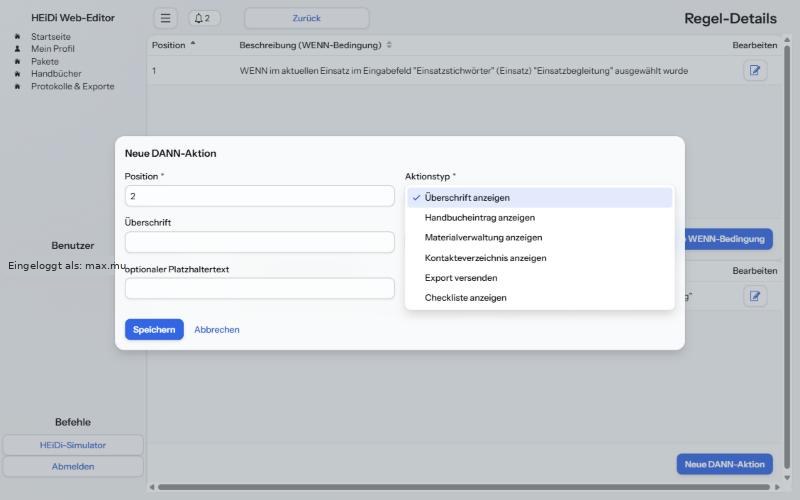 HEiDi Web-Editor
Startseite
Mein Profil
Pakete
Handbücher
Protokolle & Exporte
Benutzer
Eingeloggt als: max.mu
Befehle
HEiDi-Simulator
Abmelden
2
Zurück
Regel-Details
Position
Beschreibung (WENN-Bedingung)
Bearbeiten
1
WENN im aktuellen Einsatz im Eingabefeld "Einsatzstichwörter" (Einsatz) "Einsatzbegleitung" ausgewählt wurde
WENN-Bedingung
Bearbeiten
g"
Neue DANN-Aktion
Neue DANN-Aktion
Position *
2
Überschrift
optionaler Platzhaltertext
Speichern
Abbrechen
Aktionstyp *
Überschrift anzeigen
Handbucheintrag anzeigen
Materialverwaltung anzeigen
Kontakteverzeichnis anzeigen
Export versenden
Checkliste anzeigen